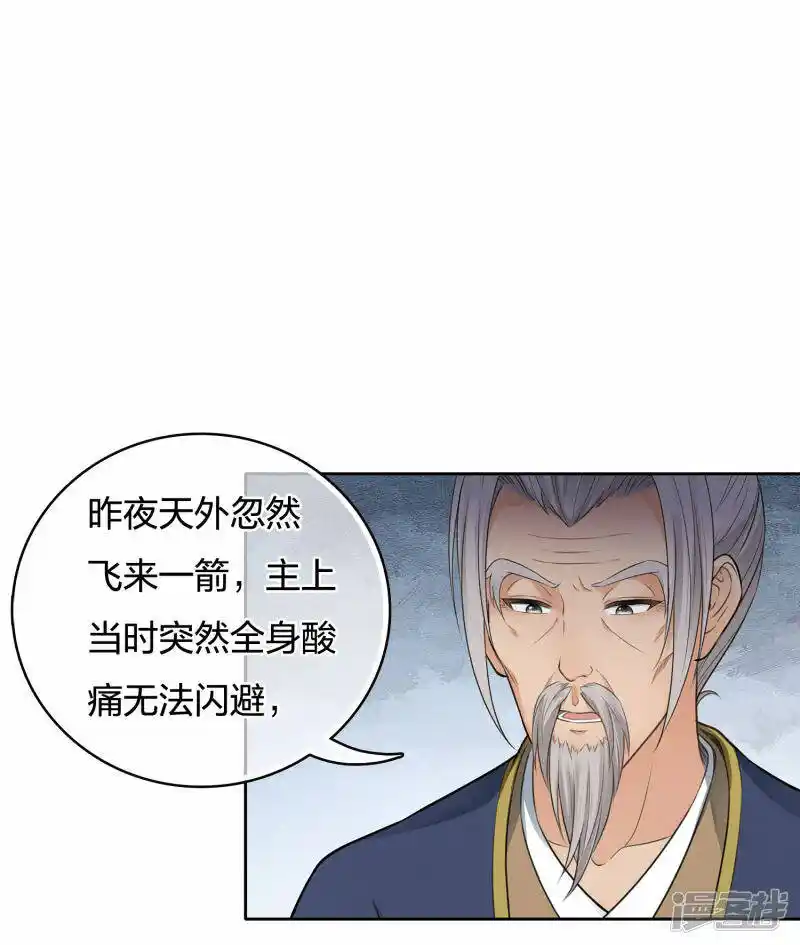 昨夜天外忽然
飞来一箭，主上
当时突然全身酸
痛无法闪避，
漫客栈